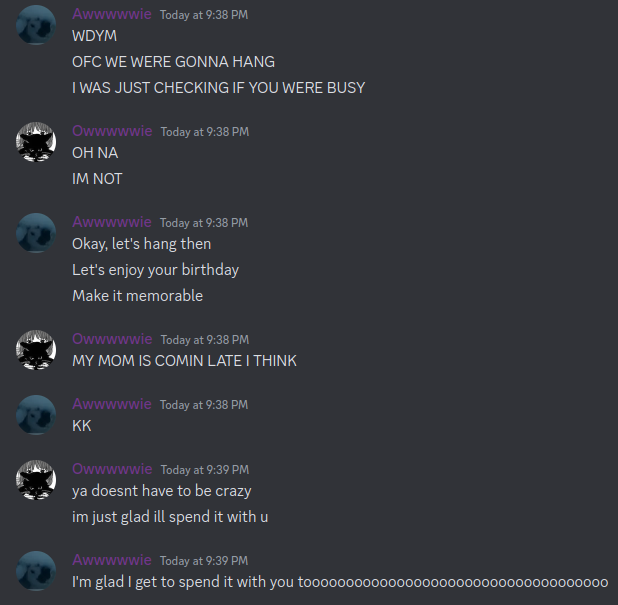 Awwwwwie Today at 9:38 PM
WDYM
OFC WE WERE GONNA HANG
I WAS JUST CHECKING IF YOU WERE BUSY
Owwwwwie Today at 9:38 PM
OH NA
IM NOT
Awwwwwie Today at 9:38 PM
Okay, let's hang then
Let's enjoy your birthday
Make it memorable
Owwwwwie Today at 9:38 PM
MY MOM IS COMIN LATE I THINK
Awwwwwie Today at 9:38 PM
KK
Owwwwwie Today at 9:39 PM
ya doesnt have to be crazy
im just glad ill spend it with u
Awwwwwie Today at 9:39 PM
I'm glad I get to spend it with you tooooooooooooooooooooooooooooooooooooo